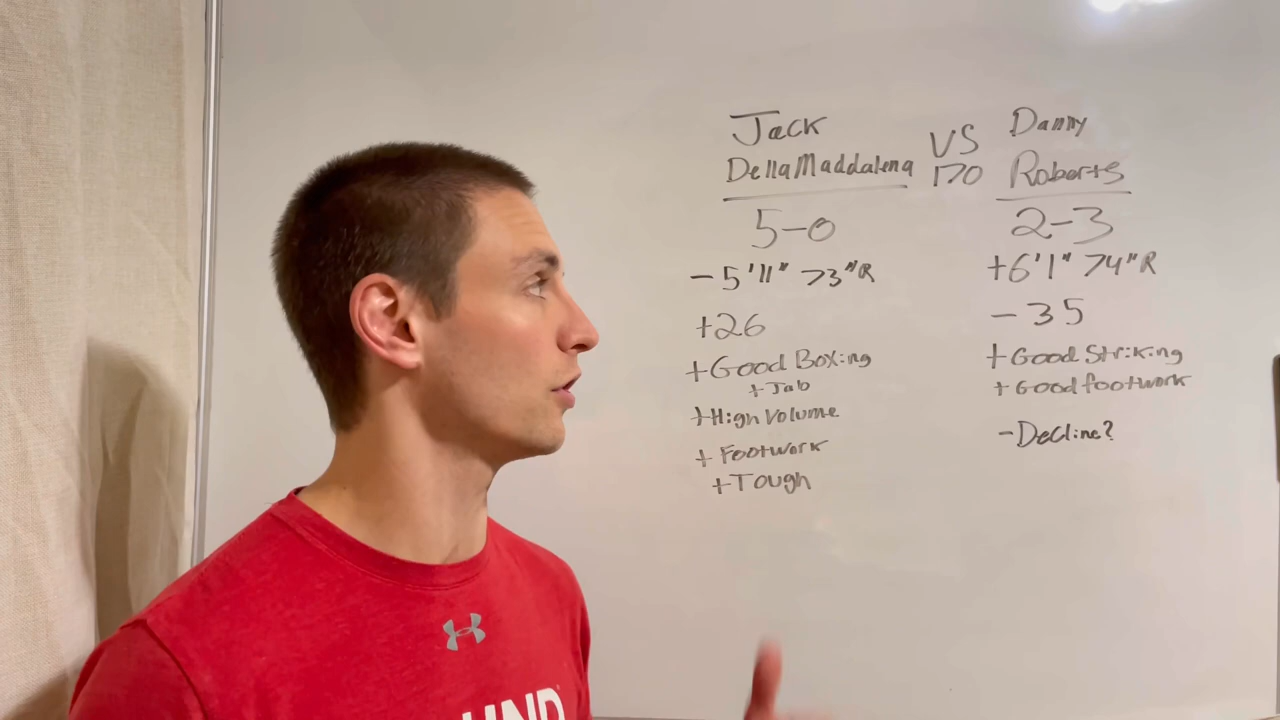 Jack
DellaMaddalena
VS
170
Danny
Roberts
5-0
2-3
-5'11" 73"R
+6'1" 74"R
+26
-35
+Good Boxing
+Jab
+High Volume
+Footwork
+Tough
+Good Striking
+Good footwork
-Decline?